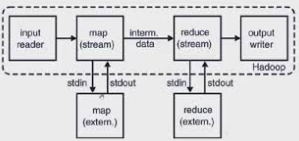 input
reader
map
(stream)
interm.
data
reduce
(stream)
output
writer
Hadoop
stdin
stdout
stdin
stdout
map
(extern.)
reduce
(extern.)